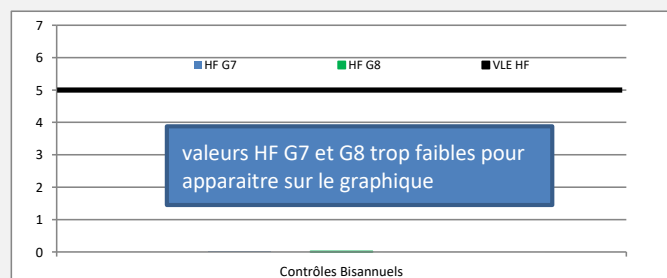 7
6
HF G7 HF G8 VLE HF
5
4
valeurs HF G7 et G8 trop faibles pour
3
apparaitre sur le graphique
2
1
0
Contrôles Bisannuels